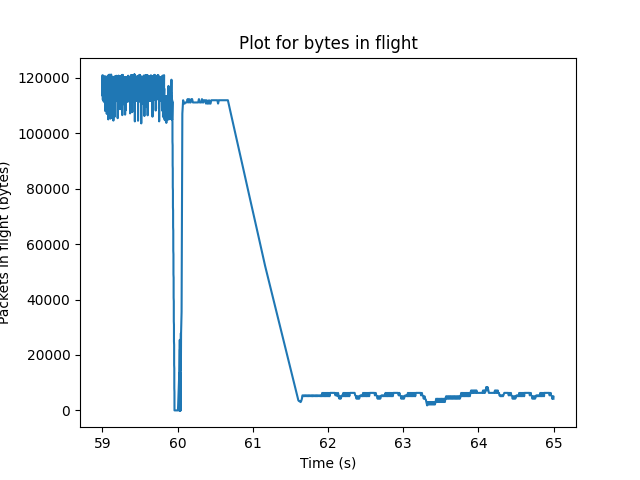 Plot for bytes in flight
Packets in flight (bytes)
120000
100000
80000
60000
40000
20000
0
59 60 61 62 63 64 65
Time (s)